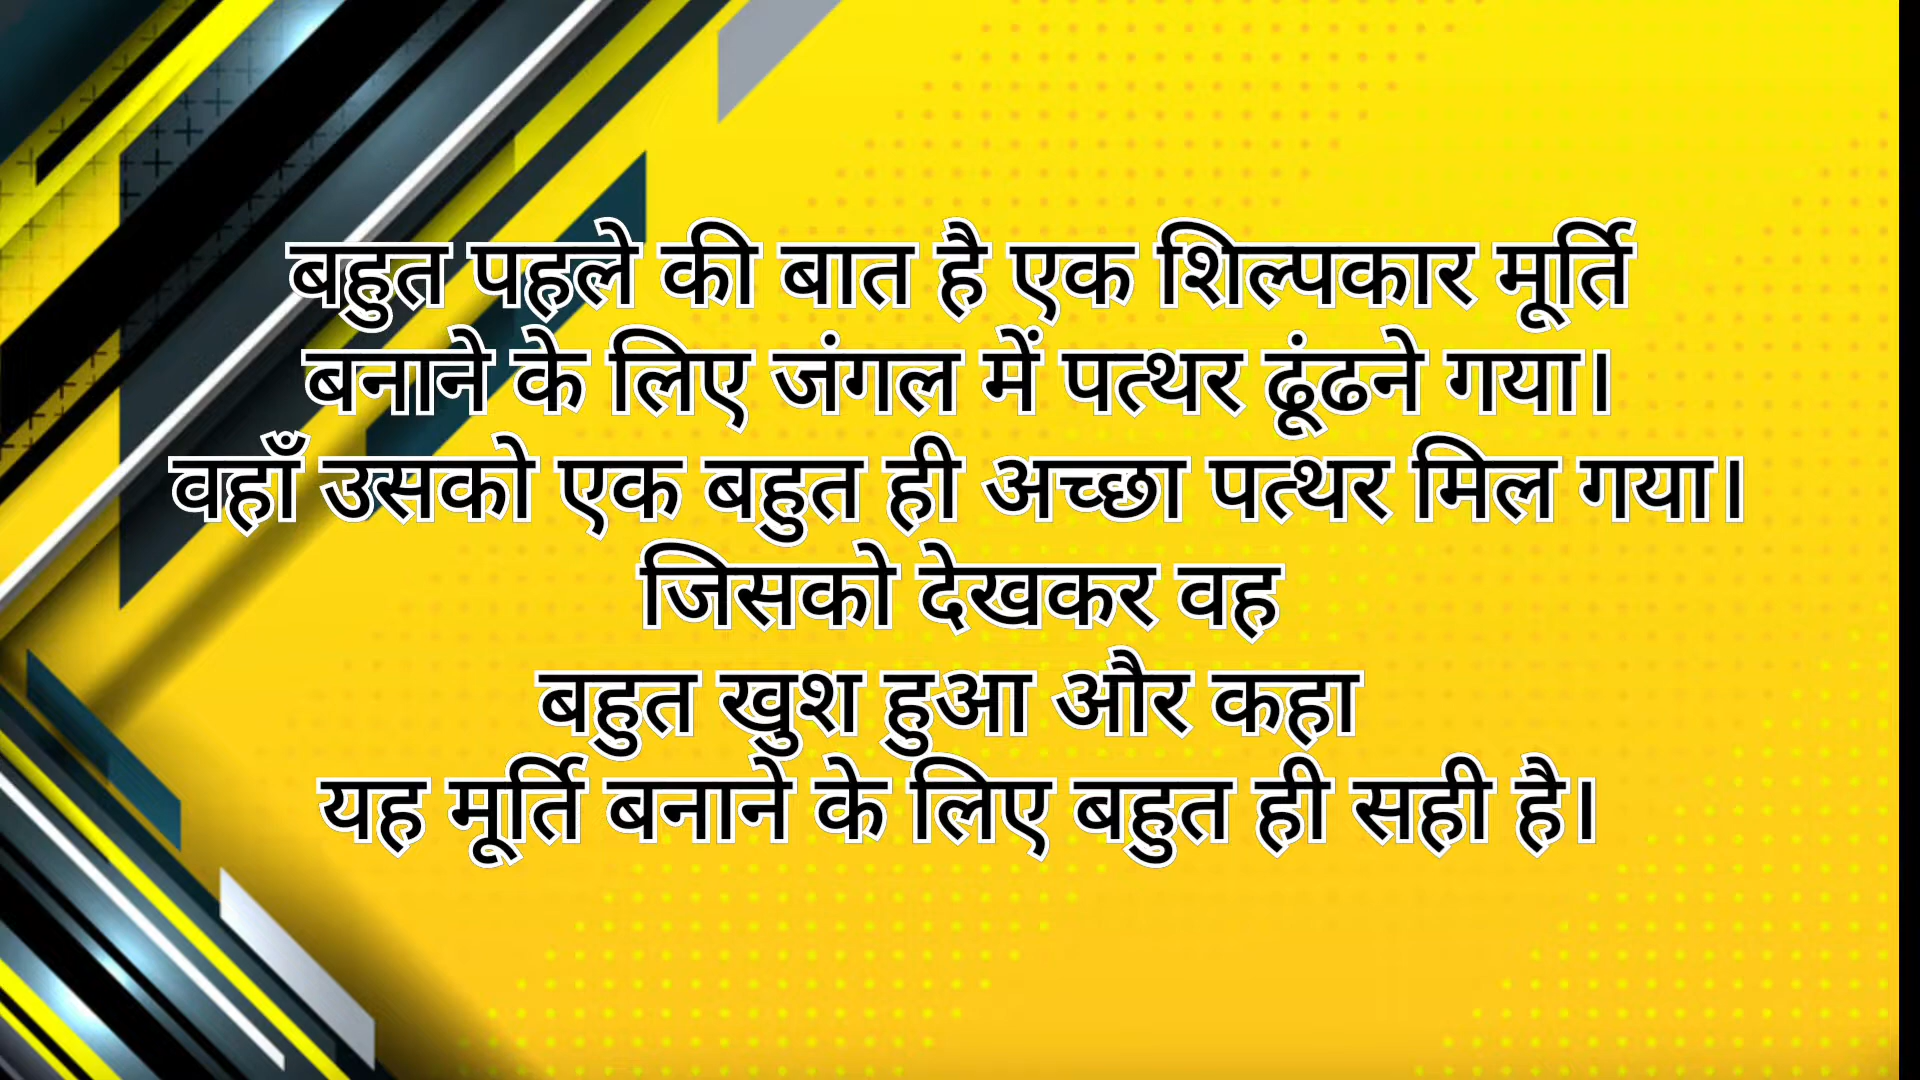 बहुत पहले की बात है एक शिल्पकार मूर्ति
बनाने के लिए जंगल में पत्थर ढूंढने गया।
वहाँ उसको एक बहुत ही अच्छा पत्थर मिल गया।
जिसको देखकर वह
बहुत खुश हुआ और कहा
यह मूर्ति बनाने के लिए बहुत ही सही है।